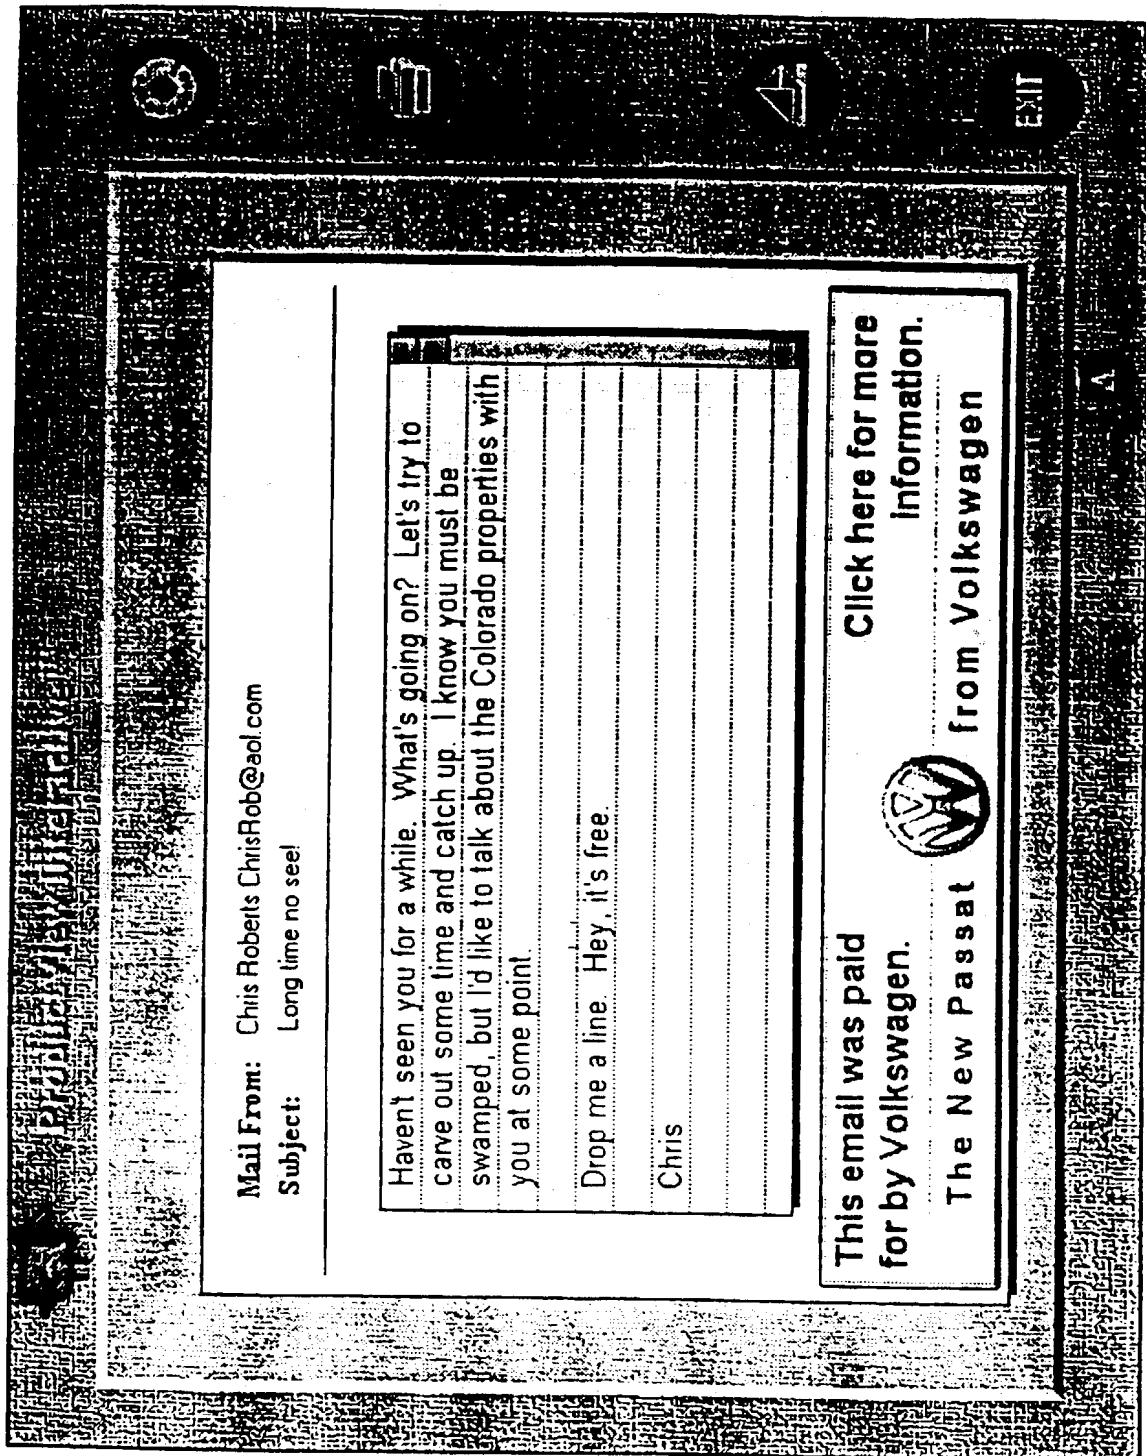 Mail From: Chris Roberts ChrisRob@aol.com
Subject: Long time no see!
Haven't seen you for a while. What's going on? Let's try to
carve out some time and catch up. I know you must be
swamped, but I'd like to talk about the Colorado properties with
you at some point.
Drop me a line. Hey, it's free.
Chris
This email was paid
for by Volkswagen.
Click here for more
Information.
The New Passat from Volkswagen
EXIT
A